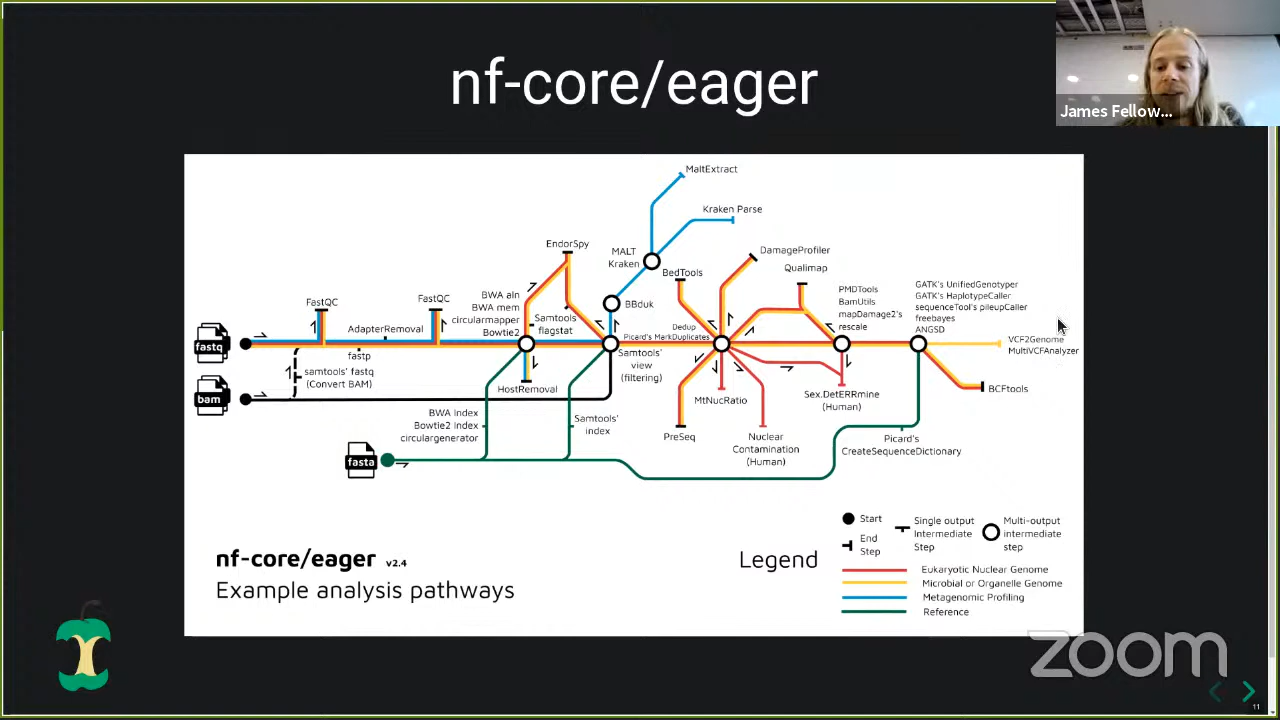 nf-core/eager
James Fellow...
MaltExtract
Kraken Parse
EndorSpy
MALT
Kraken
DamageProfiler
BedTools
Qualimap
FastQC
FastQC
BWA aln
BWA mem
circularmapper
Bowtie2
BBduk
Samtools
flagstat
PMDTools
BamUtils
mapDamage2's
rescale
GATK's UnifiedGenotyper
GATK's HaplotypeCaller
sequenceTool's pileupCaller
freebayes
ANGSD
AdapterRemoval
fastp
Dedup
Picard's MarkDuplicates
fastq
samtools' fastq
(Convert BAM)
Samtools'
view
(filtering)
VCF2Genome
MultiVCFAnalyzer
bam
HostRemoval
MtNucRatio
Sex.DetERRmine
(Human)
BCFtools
BWA Index
Bowtie2 Index
circulargenerator
Samtools'
index
PreSeq
Nuclear
Contamination
(Human)
Picard's
CreateSequenceDictionary
fasta
nf-core/eager v2.4
Example analysis pathways
Legend
Start
End
Step
Single output
Intermediate
Step
Multi-output
intermediate
step
Eukaryotic Nuclear Genome
Microbial or Organelle Genome
Metagenomic Profiling
Reference
zoom
11